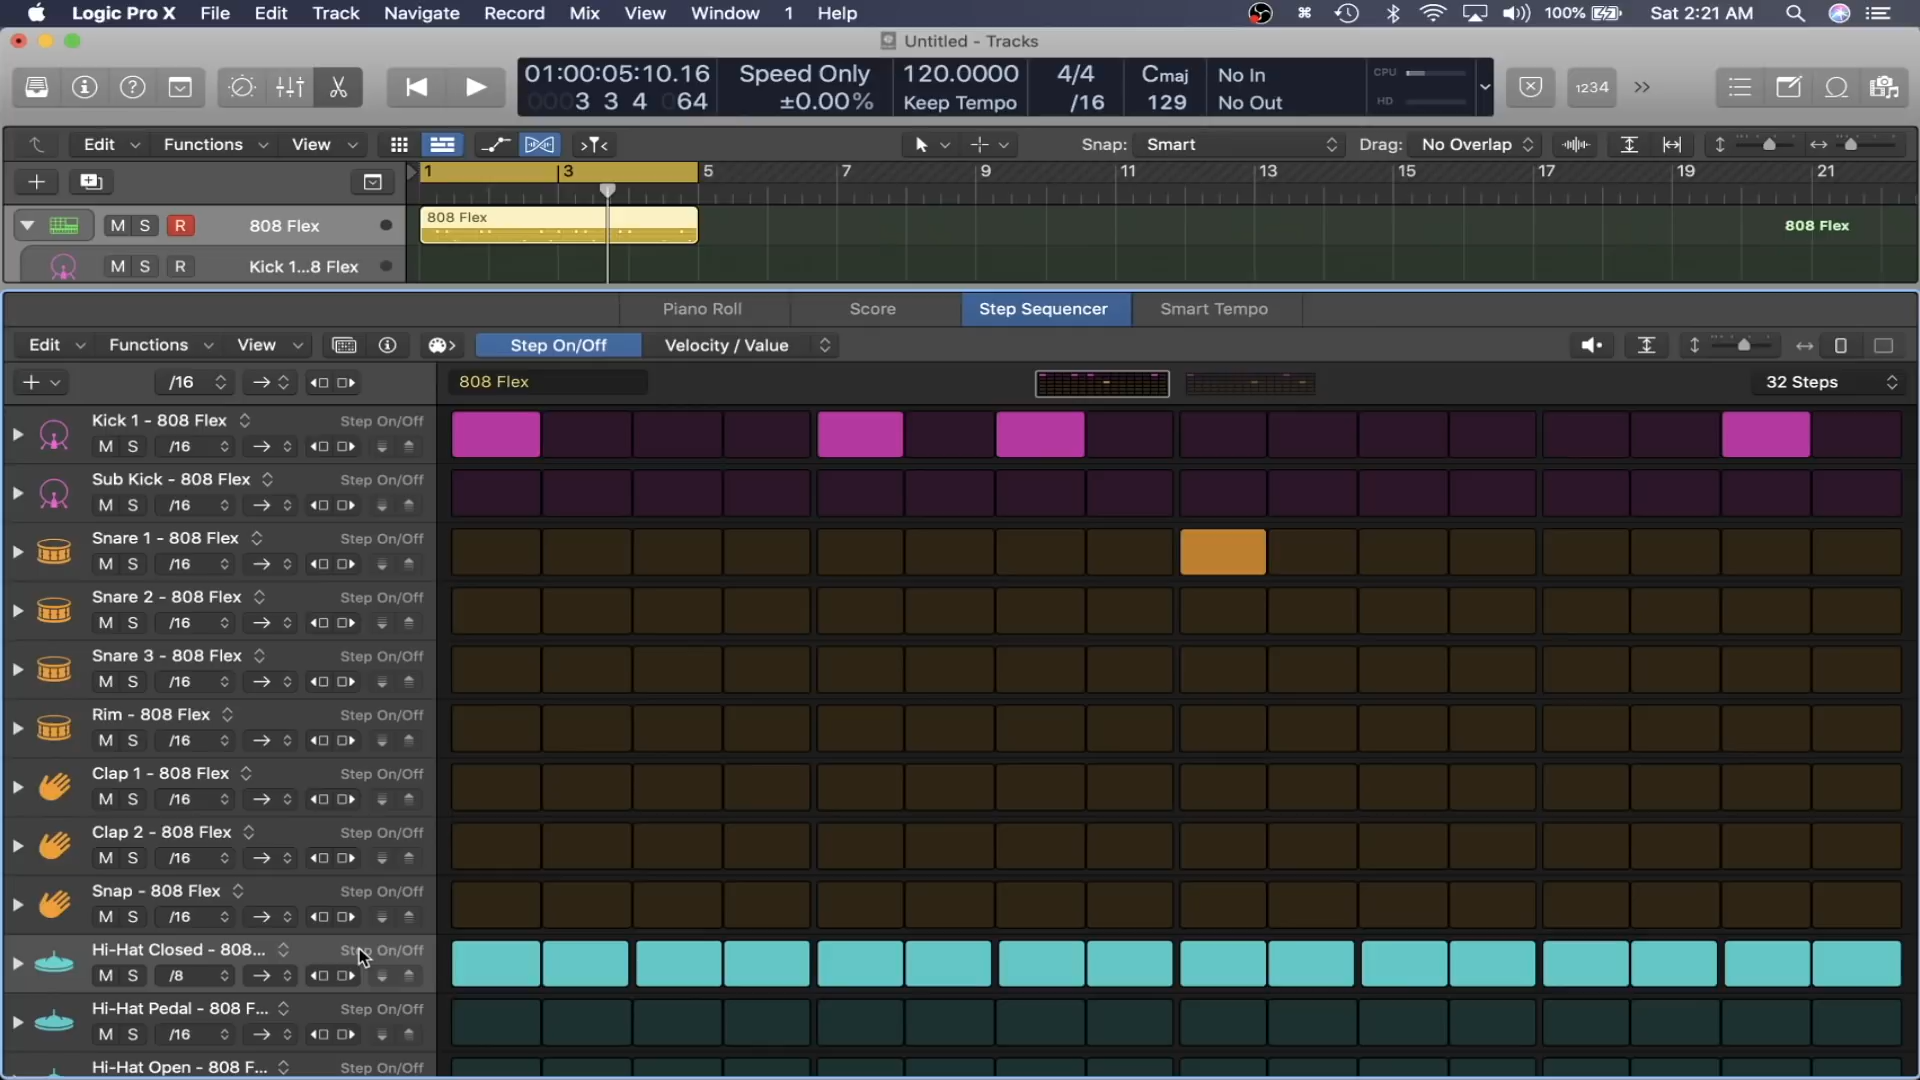 Logic Pro X File Edit Track Navigate Record Mix View Window 1 Help 100% Sat 2:21 AM
Untitled - Tracks
01:00:05:10.16 Speed Only 120.0000 4/4 Cmaj No In CPU
0003 3 4 064 ±0.00% Keep Tempo /16 129 No Out HD
1234
Edit Functions View Snap: Smart Drag: No Overlap
1 3 5 7 9 11 13 15 17 19 21
M S R 808 Flex 808 Flex 808 Flex
M S R Kick 1...8 Flex
Piano Roll Score Step Sequencer Smart Tempo
Edit Functions View Step On/Off Velocity / Value
/16 808 Flex 32 Steps
Kick 1 - 808 Flex Step On/Off
M S /16
Sub Kick - 808 Flex Step On/Off
M S /16
Snare 1 - 808 Flex Step On/Off
M S /16
Snare 2 - 808 Flex Step On/Off
M S /16
Snare 3 - 808 Flex Step On/Off
M S /16
Rim - 808 Flex Step On/Off
M S /16
Clap 1 - 808 Flex Step On/Off
M S /16
Clap 2 - 808 Flex Step On/Off
M S /16
Snap - 808 Flex Step On/Off
M S /16
Hi-Hat Closed - 808... Step On/Off
M S /8
Hi-Hat Pedal - 808 F... Step On/Off
M S /16
Hi-Hat Open - 808 F... Step On/Off